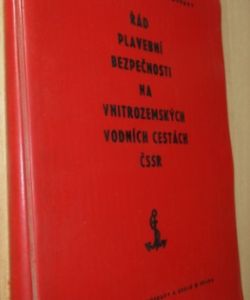 ŘÁD
PLAVEBNÍ
BEZPEČNOSTI
NA
VNITROZEMSKÝCH
VODNÍCH CESTÁCH
ČSSR